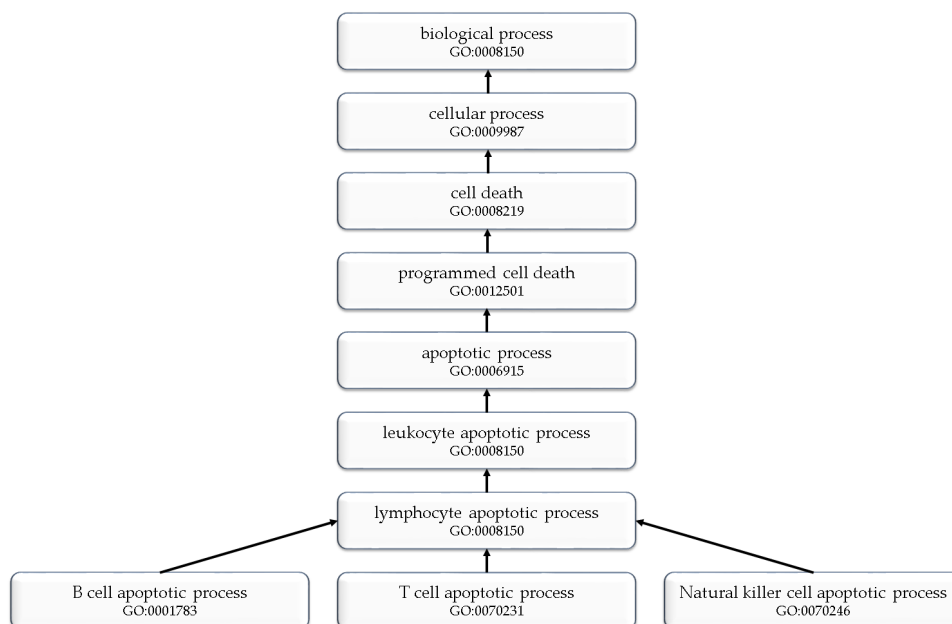 biological process
GO:0008150
cellular process
GO:0009987
cell death
GO:0008219
programmed cell death
GO:0012501
apoptotic process
GO:0006915
leukocyte apoptotic process
GO:0008150
lymphocyte apoptotic process
GO:0008150
B cell apoptotic process
GO:0001783
T cell apoptotic process
GO:0070231
Natural killer cell apoptotic process
GO:0070246